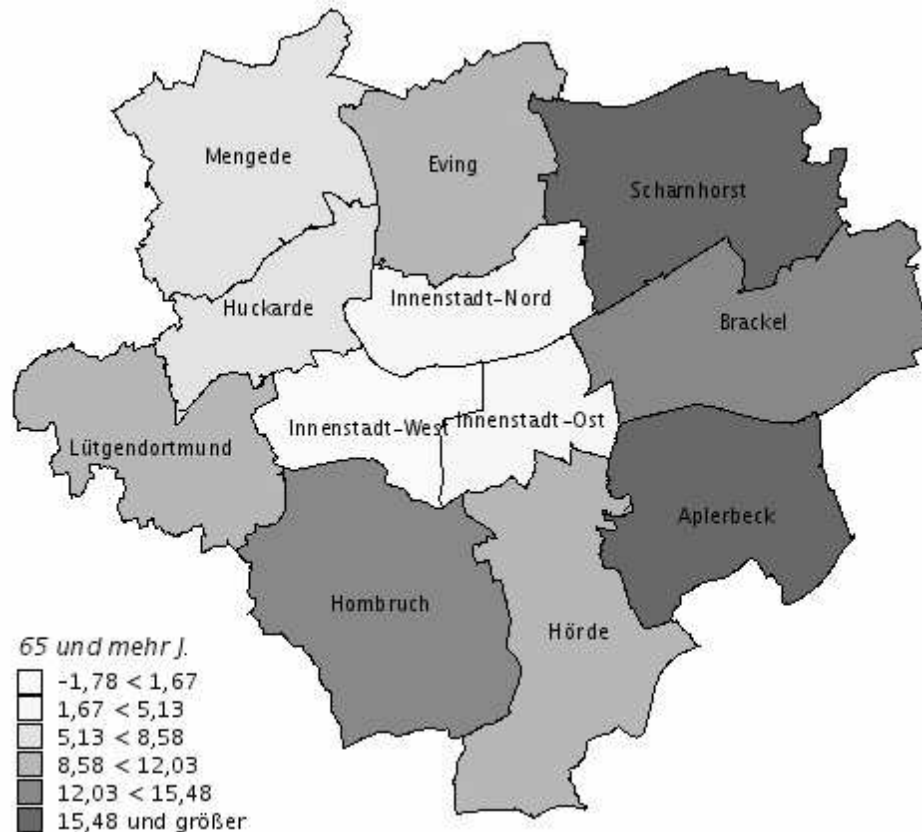 Mengede
Eving
Scharnhorst
Huckarde
Innenstadt-Nord
Brackel
Innenstadt-West
Innenstadt-Ost
Lütgendortmund
Aplerbeck
Hombruch
Hörde
65 und mehr J.
-1,78 < 1,67
1,67 < 5,13
5,13 < 8,58
8,58 < 12,03
12,03 < 15,48
15,48 und größer